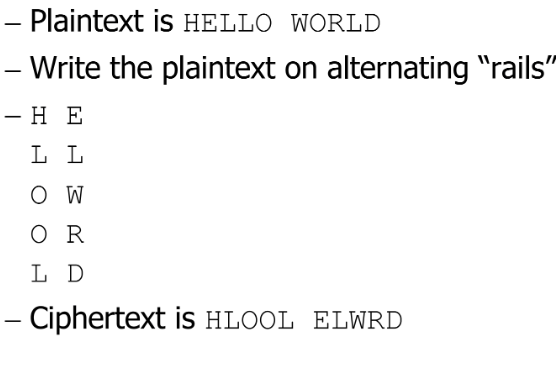 – Plaintext is HELLO WORLD
– Write the plaintext on alternating “rails”
– H E
L L
O W
O R
L D
– Ciphertext is HLOOL ELWRD